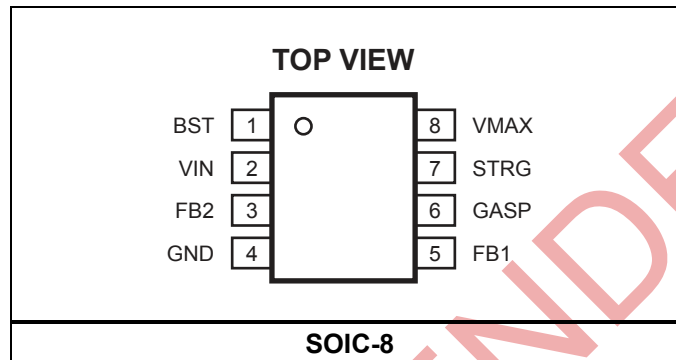 TOP VIEW
BST 1 8 VMAX
VIN 2 7 STRG
FB2 3 6 GASP
GND 4 5 FB1
SOIC-8